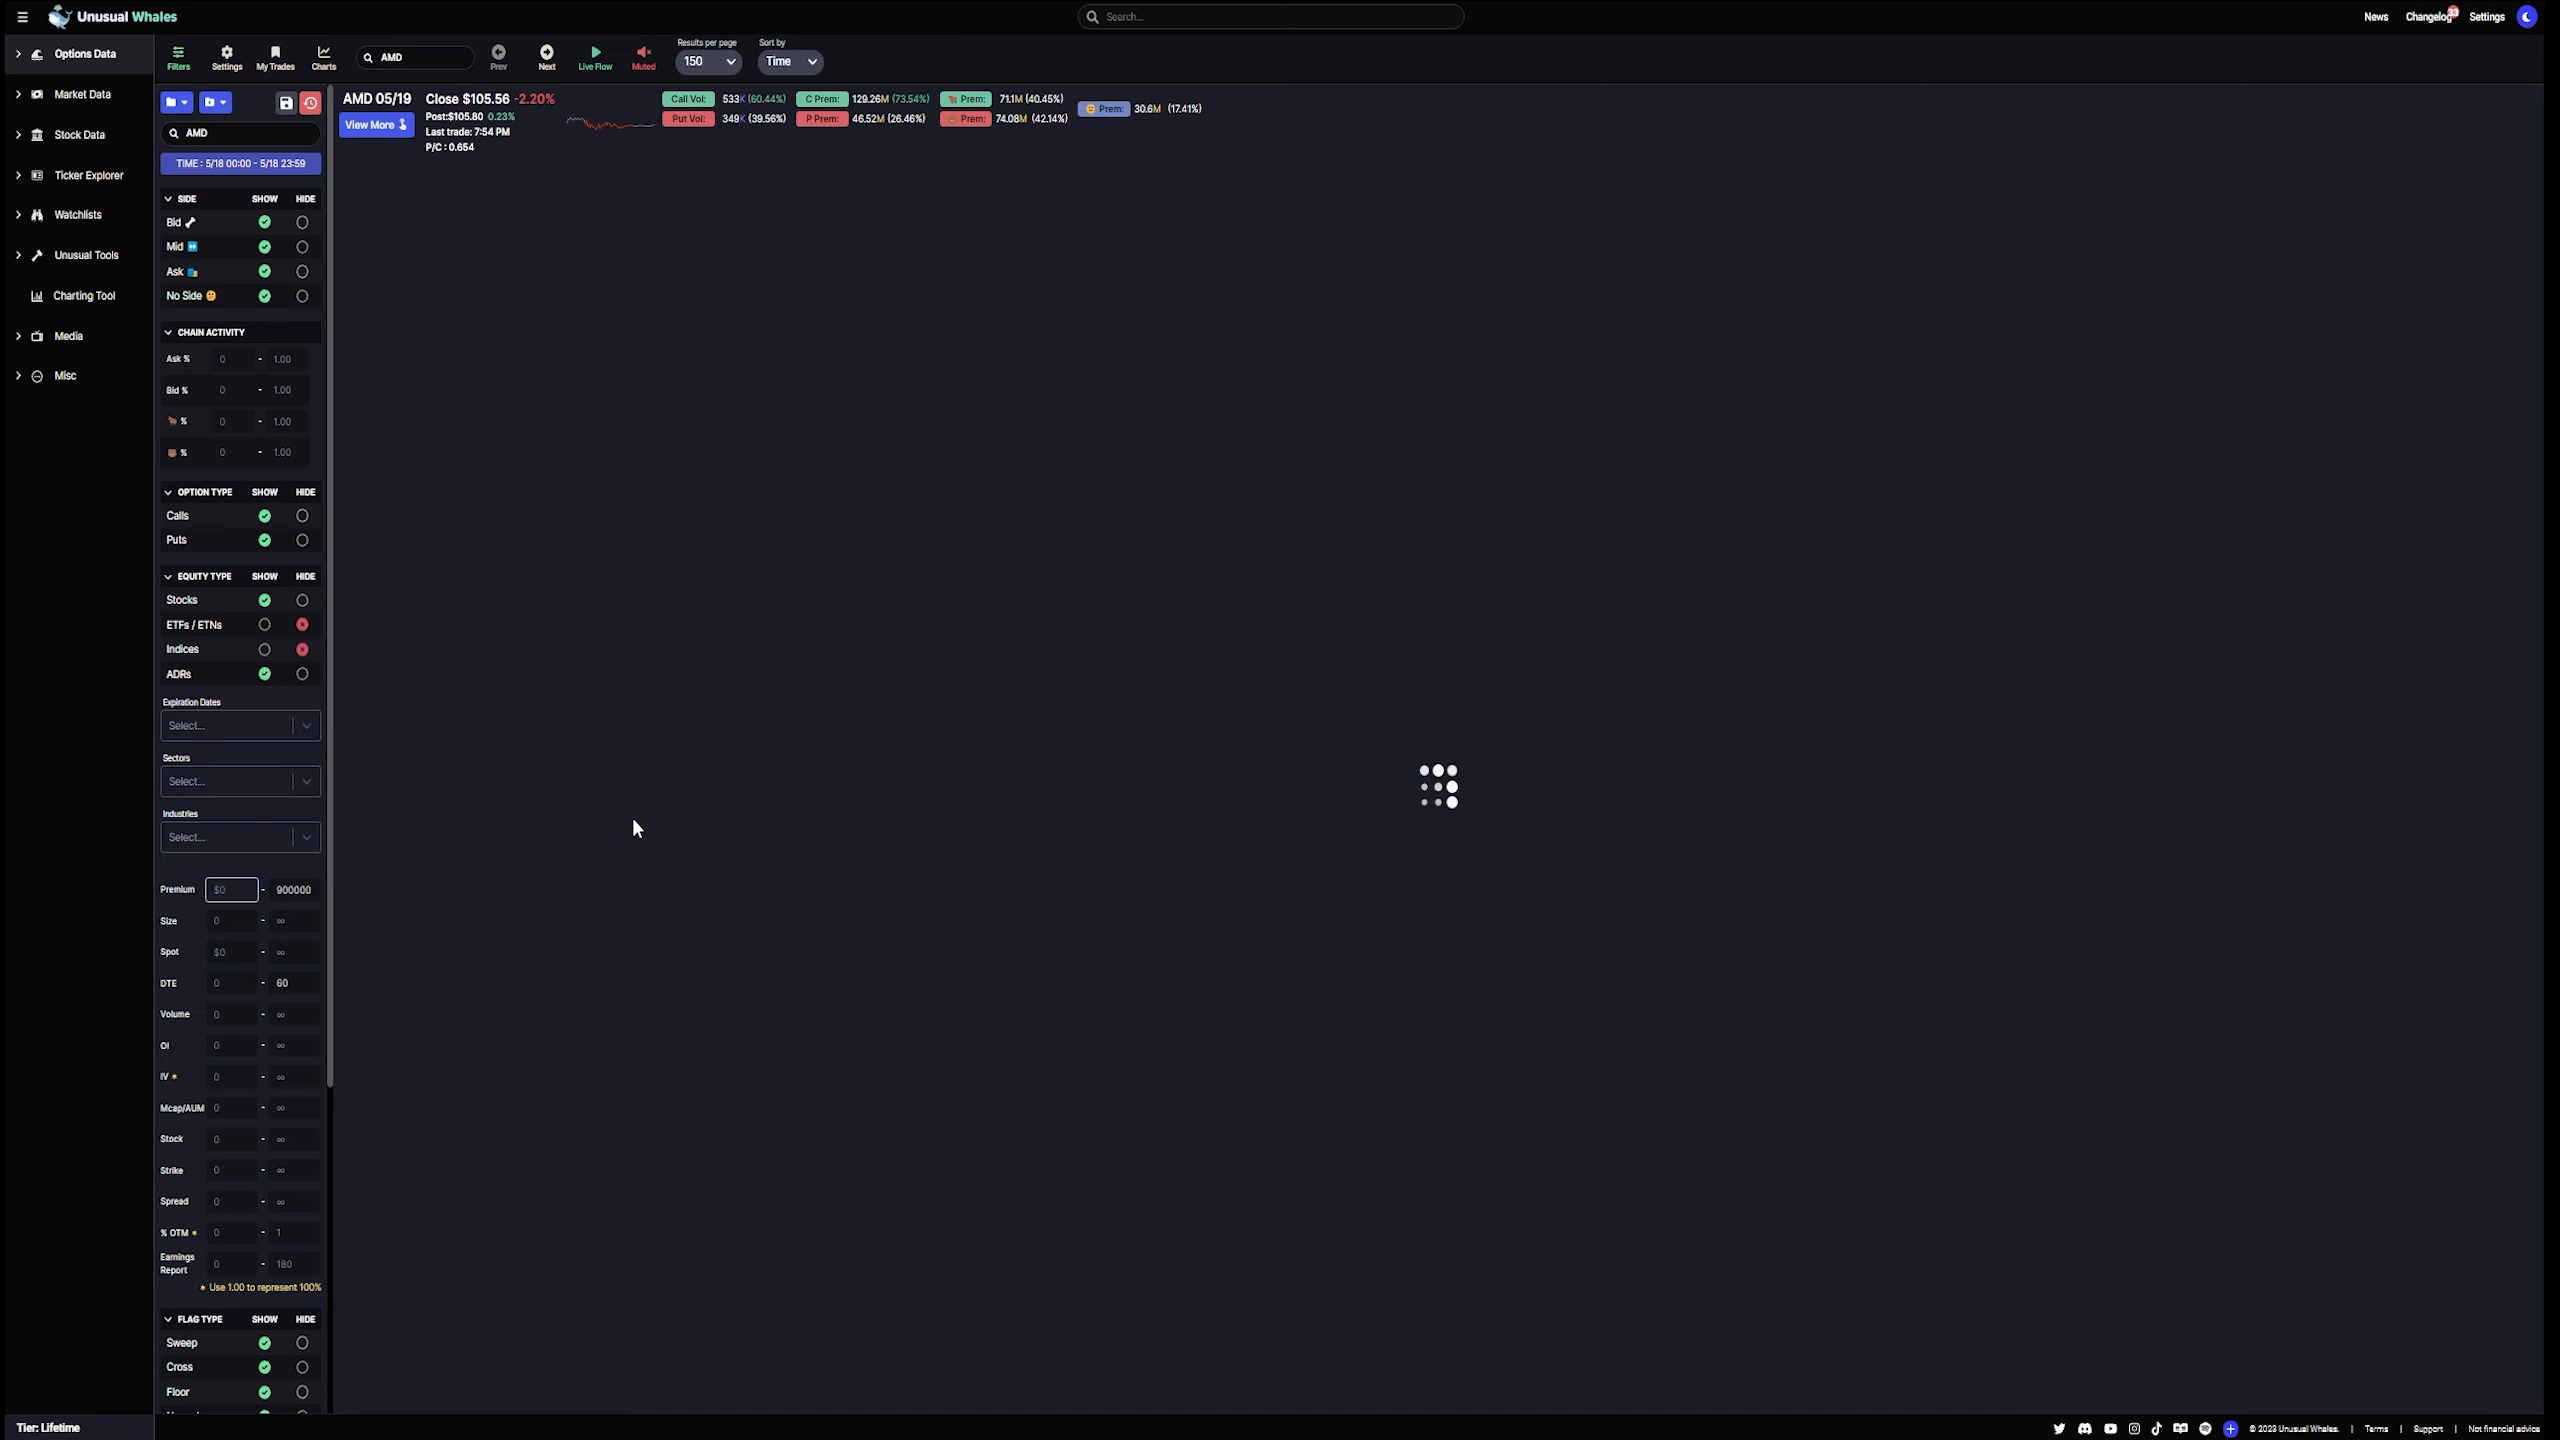 Unusual Whales
Search...
News
Changelog
33
Settings
Options Data
Market Data
Stock Data
Ticker Explorer
Watchlists
Unusual Tools
Charting Tool
Media
Misc
Tier: Lifetime
Filters
Settings
My Trades
Charts
AMD
Prev
Next
Live Flow
Muted
Results per page
150
Sort by
Time
AMD
TIME : 5/18 00:00 - 5/18 23:59
SIDE SHOW HIDE
Bid
Mid
Ask
No Side
CHAIN ACTIVITY
Ask % 0 - 1.00
Bid % 0 - 1.00
% 0 - 1.00
% 0 - 1.00
OPTION TYPE SHOW HIDE
Calls
Puts
EQUITY TYPE SHOW HIDE
Stocks
ETFs / ETNs
Indices
ADRs
Expiration Dates
Select...
Sectors
Select...
Industries
Select...
Premium $0 - 900000
Size 0 - ∞
Spot $0 - ∞
DTE 0 - 60
Volume 0 - ∞
OI 0 - ∞
IV * 0 - ∞
Mcap/AUM 0 - ∞
Stock 0 - ∞
Strike 0 - ∞
Spread 0 - ∞
% OTM * 0 - 1
Earnings
Report 0 - 180
* Use 1.00 to represent 100%
FLAG TYPE SHOW HIDE
Sweep
Cross
Floor
AMD 05/19
View More
Close $105.56 -2.20%
Post:$105.80 0.23%
Last trade: 7:54 PM
P/C : 0.654
Call Vol: 533K (60.44%) C Prem: 129.26M (73.54%) Prem: 71.1M (40.45%)
Put Vol: 349K (39.56%) P Prem: 46.52M (26.46%) Prem: 74.08M (42.14%)
Prem: 30.6M (17.41%)
© 2023 Unusual Whales. | Terms | Support | Not financial advice